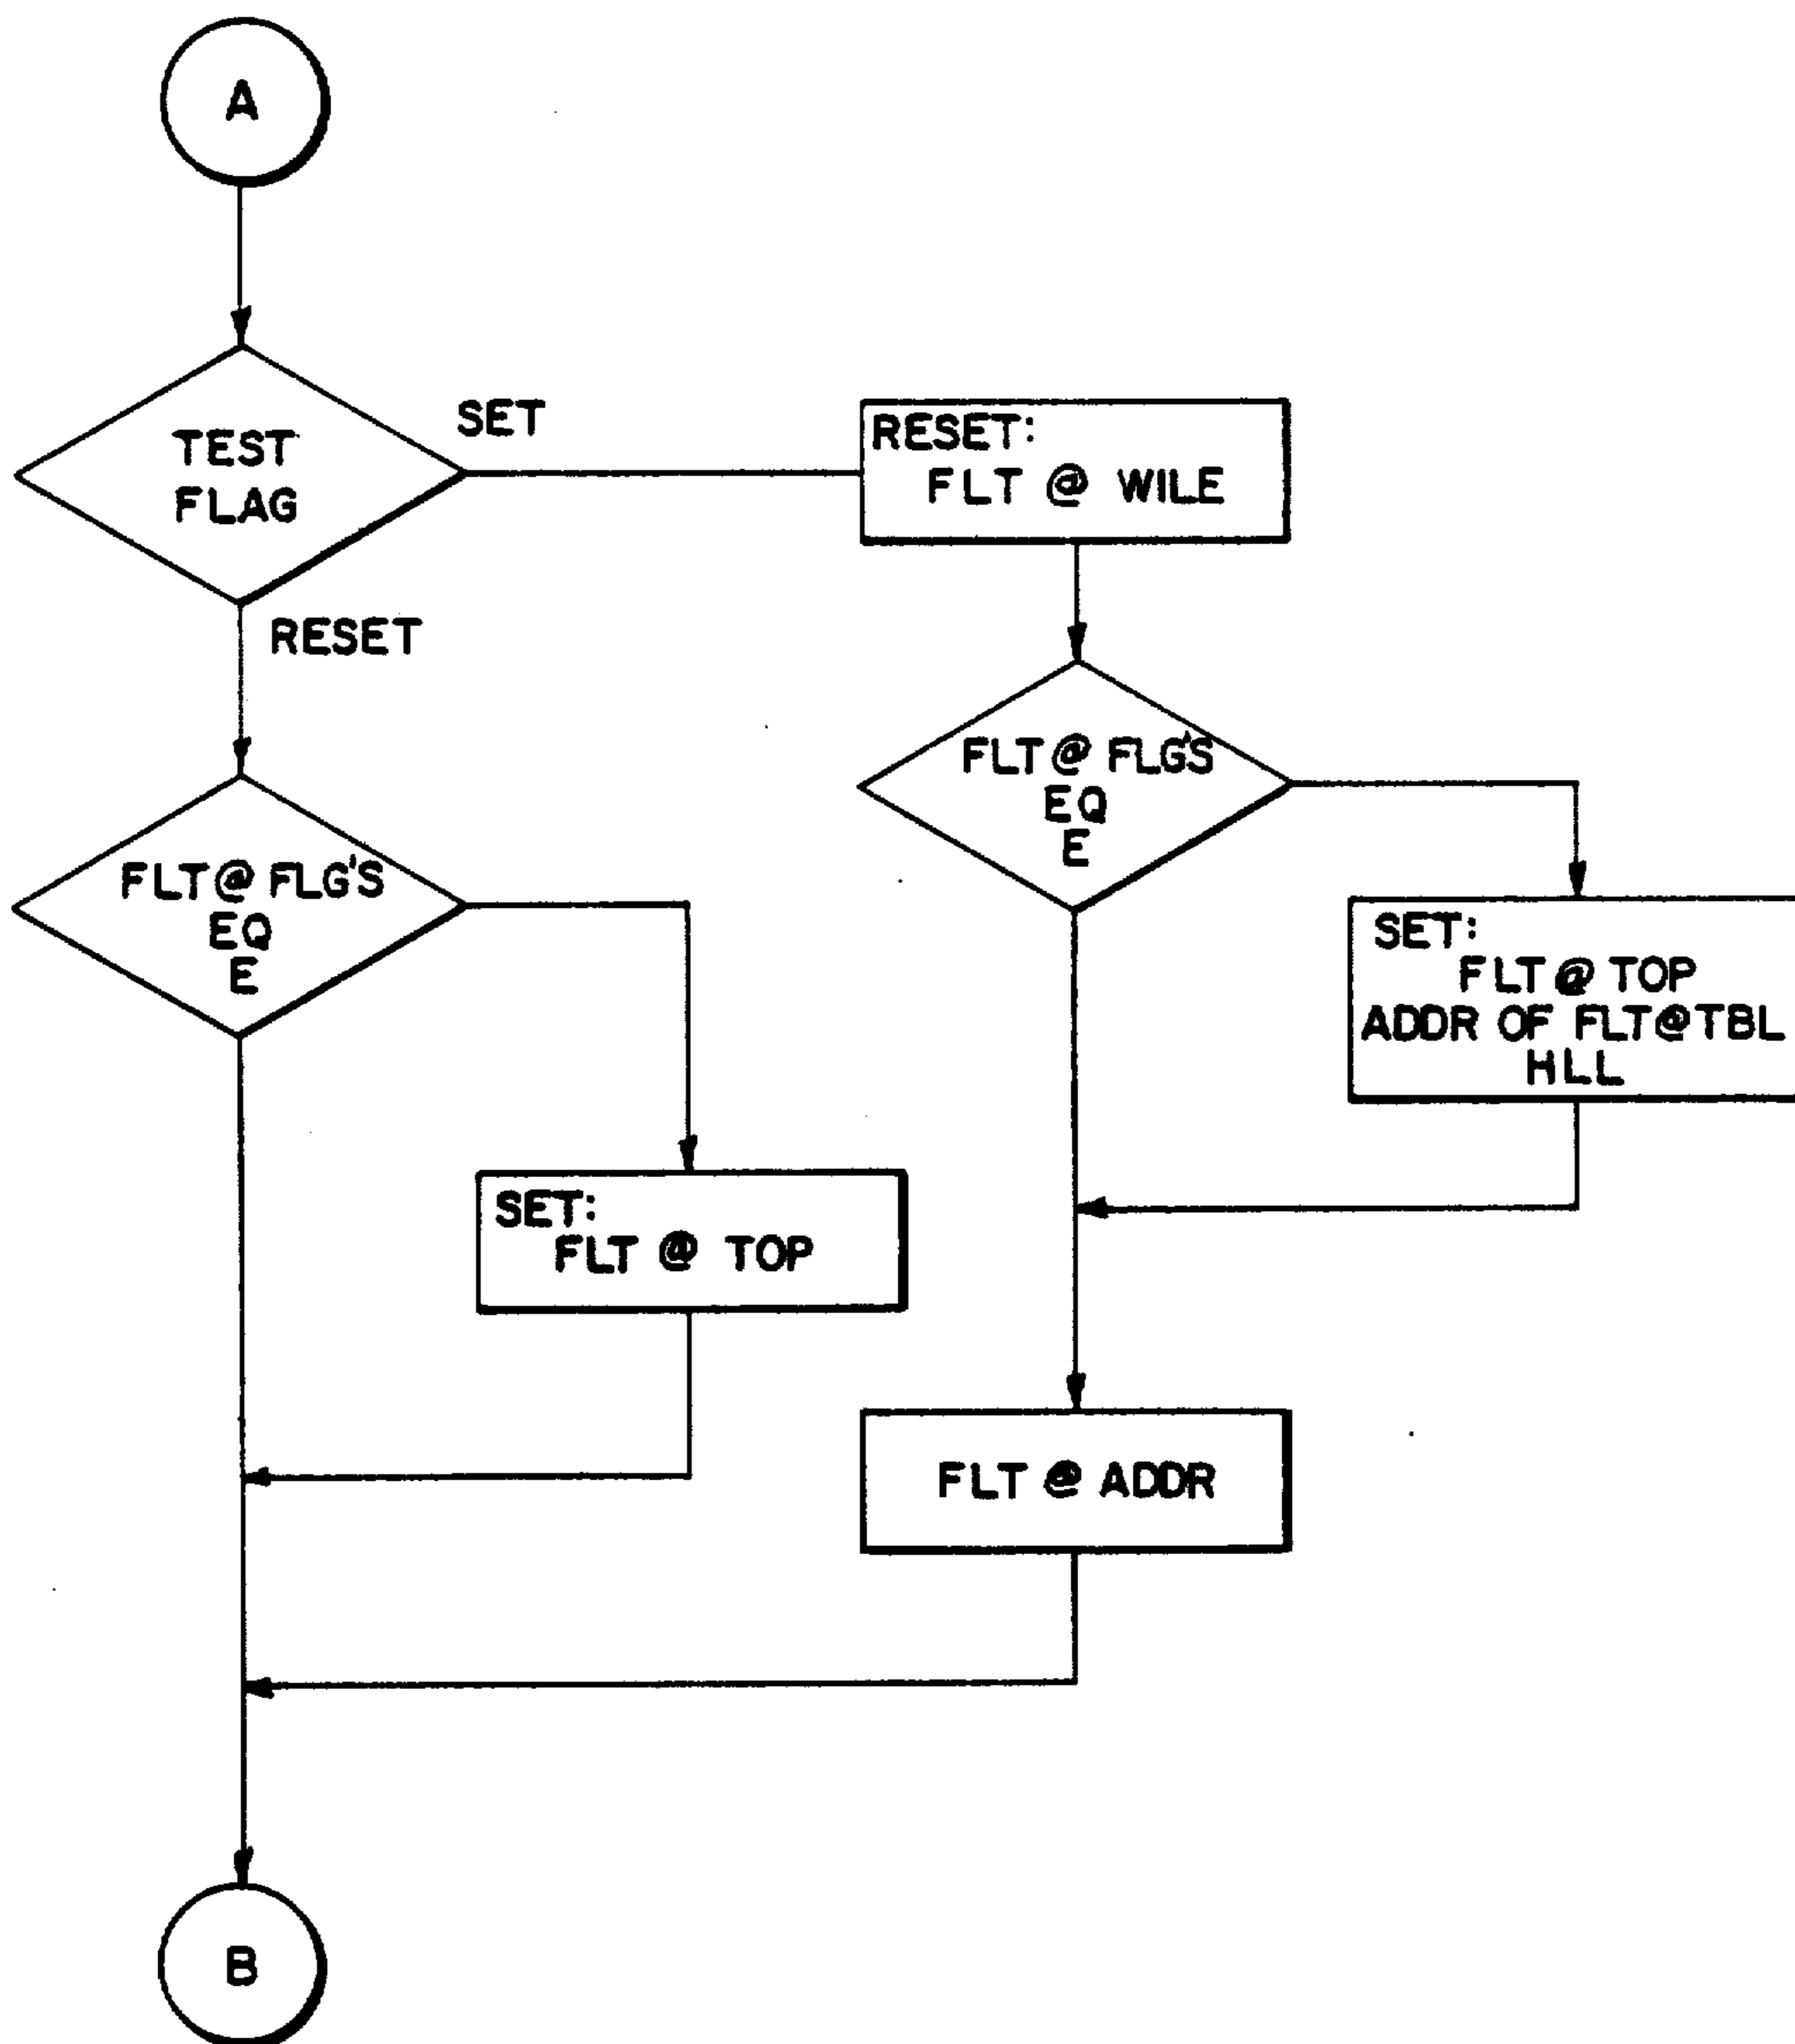 A
TEST
FLAG
SET
RESET:
FLT @ WILE
RESET
FLT @ FLG'S
EQ
E
FLT @ FLG'S
EQ
E
SET:
FLT @ TOP
ADDR OF FLT@TBL
HLL
SET:
FLT @ TOP
FLT @ ADDR
B